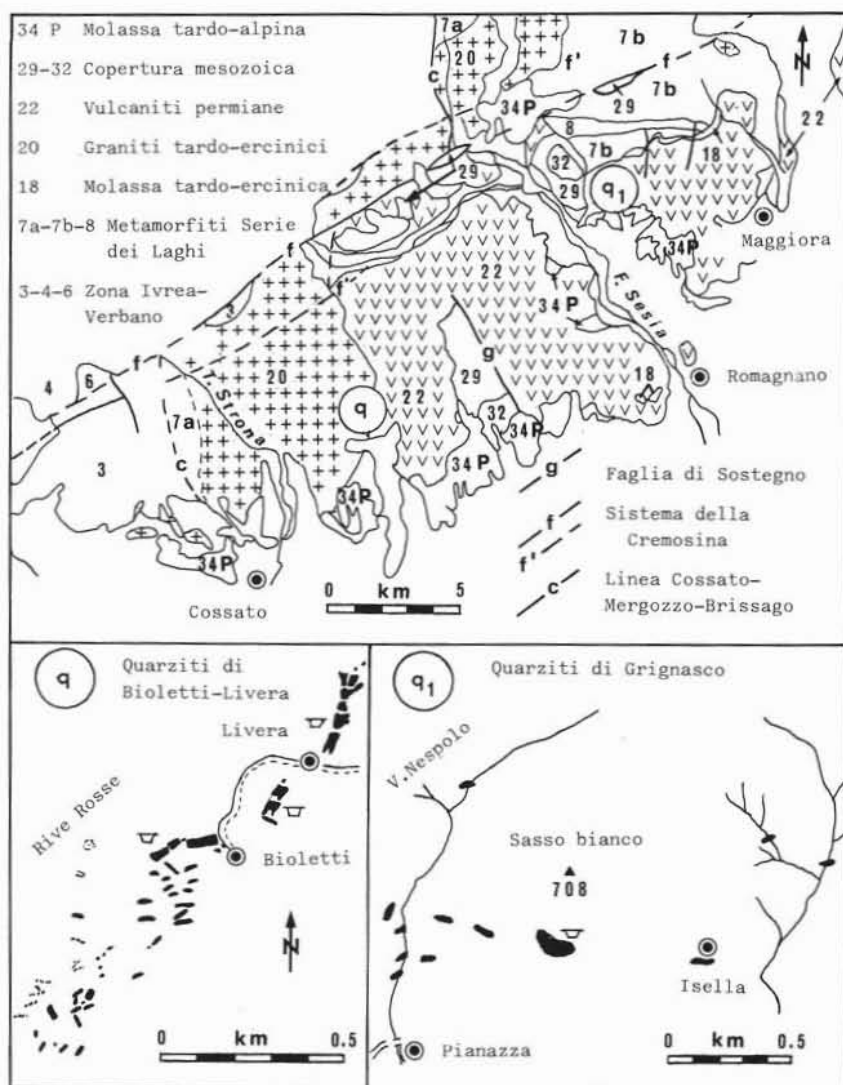 34 P Molassa tardo-alpina
29-32 Copertura mesozoica
22 Vulcaniti permiane
20 Graniti tardo-ercinici
18 Molassa tardo-ercinica
7a-7b-8 Metamorfiti Serie
dei Laghi
3-4-6 Zona Ivrea-
Verbano
7a
20
c
f'
7b
f
N
34P
29
7b
22
8
7b
18
32
29
q1
29
34P
Maggiora
f
f'
22
F. Sesia
34P
3
T. Strona
20
g
18
Romagnano
4
6
f
7a
q
22
29
32
34P
3
c
34P
34P
34P
Cossato
0 km 5
g Faglia di Sostegno
f Sistema della
f' Cremosina
c Linea Cossato-
Mergozzo-Brissago
q Quarziti di
Bioletti-Livera
Livera
Rive Rosse
Bioletti
N
0 km 0.5
q1 Quarziti di Grignasco
V. Nespolo
Sasso bianco
708
Isella
Pianazza
0 km 0.5